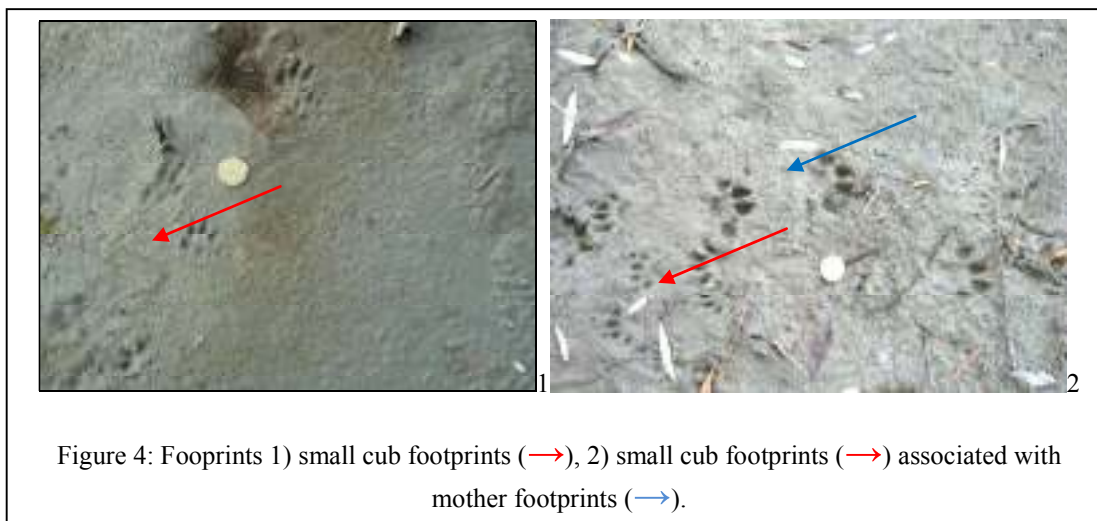 1
2
Figure 4: Fooprints 1) small cub footprints (→), 2) small cub footprints (→) associated with
mother footprints (→).